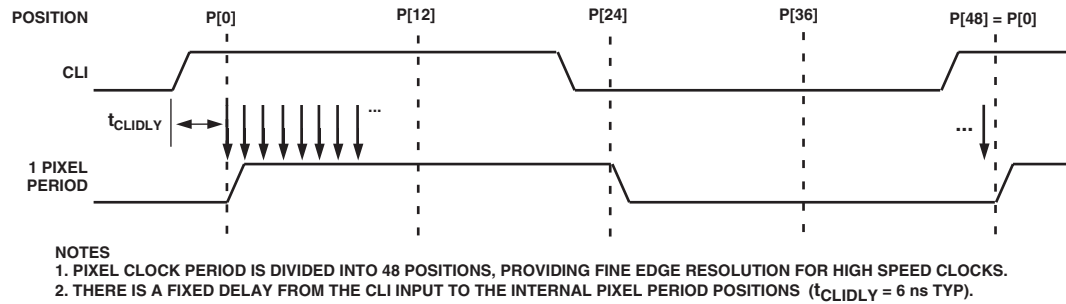 POSITION P[0] P[12] P[24] P[36] P[48] = P[0]
CLI
tCLIDLY
...
...
1 PIXEL
PERIOD
NOTES
1. PIXEL CLOCK PERIOD IS DIVIDED INTO 48 POSITIONS, PROVIDING FINE EDGE RESOLUTION FOR HIGH SPEED CLOCKS.
2. THERE IS A FIXED DELAY FROM THE CLI INPUT TO THE INTERNAL PIXEL PERIOD POSITIONS (tCLIDLY = 6 ns TYP).